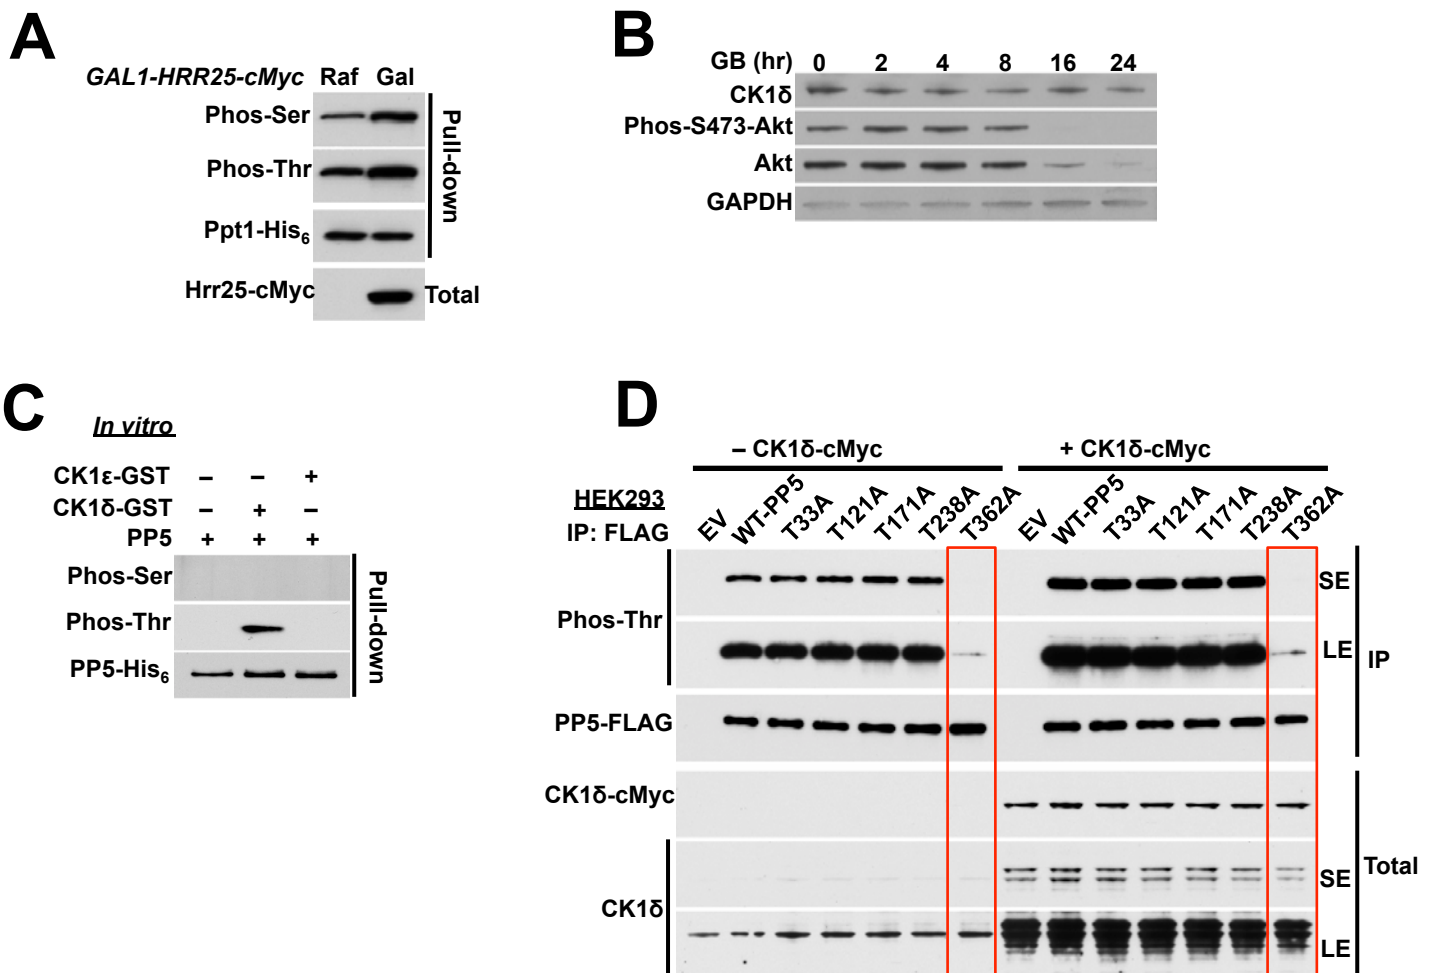 A
GAL1-HRR25-cMyc Raf Gal
Phos-Ser
Phos-Thr
Ppt1-His6
Pull-down
Hrr25-cMyc Total
B
GB (hr) 0 2 4 8 16 24
CK1δ
Phos-S473-Akt
Akt
GAPDH
C
In vitro
CK1ε-GST – – +
CK1δ-GST – + –
PP5 + + +
Phos-Ser
Phos-Thr
PP5-His6
Pull-down
D
– CK1δ-cMyc + CK1δ-cMyc
HEK293
IP: FLAG EV WT-PP5 T33A T121A T171A T238A T362A EV WT-PP5 T33A T121A T171A T238A T362A
Phos-Thr SE
LE
IP
PP5-FLAG
CK1δ-cMyc
Total
CK1δ SE
LE